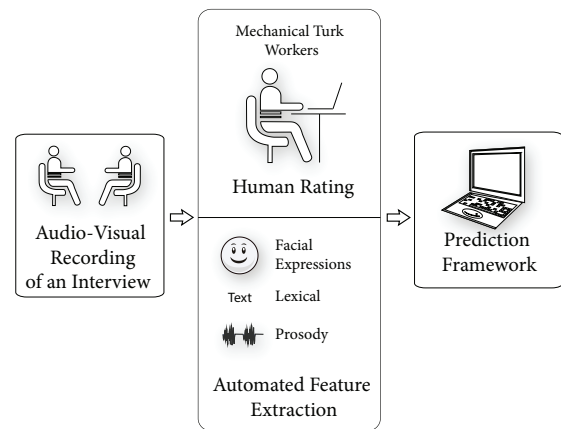 Mechanical Turk
Workers
Human Rating
Audio-Visual
Recording
of an Interview
Facial
Expressions
Text
Lexical
Prosody
Automated Feature
Extraction
Prediction
Framework